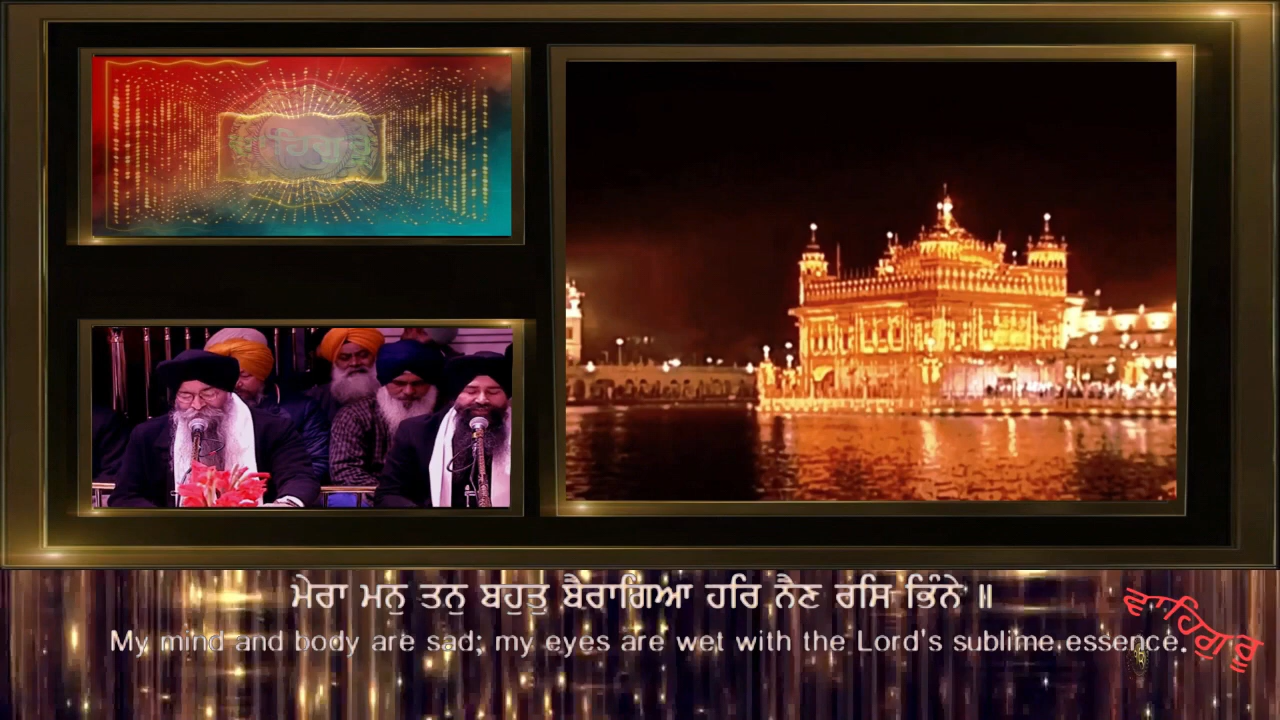 ਵਾਹਿਗੁਰੂ
ਮੇਰਾ ਮਨੁ ਤਨੁ ਬਹੁਤੁ ਬੈਰਾਗਿਆ ਹਰਿ ਨੈਣ ਰਸਿ ਭਿੰਨੇ ॥
My mind and body are sad; my eyes are wet with the Lord's sublime essence.
ਵਾਹਿਗੁਰੂ